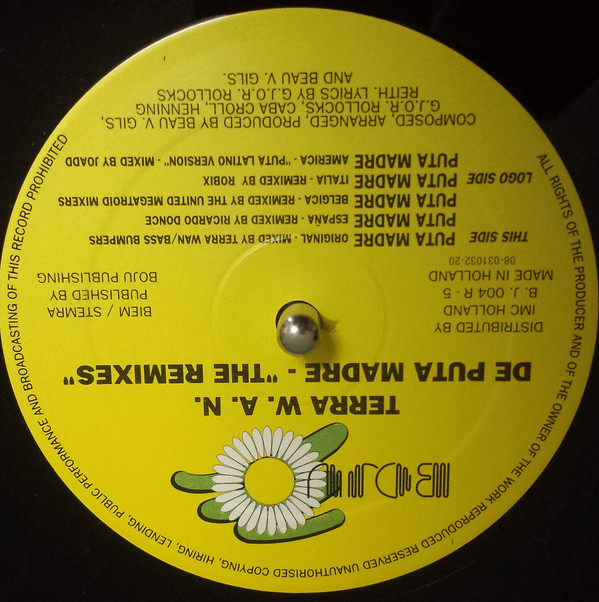 BOJU
TERRA W. A. N.
DE PUTA MADRE - "THE REMIXES"
DISTRIBUTED BY
IMC HOLLAND
B. J. 004 R - 5
MADE IN HOLLAND
08-031032-20
BIEM / STEMRA
PUBLISHED BY
BOJU PUBLISHING
THIS SIDE PUTA MADRE ORIGINAL - MIXED BY TERRA WAN/BASS BUMPERS
PUTA MADRE ESPAÑA - REMIXED BY RICARDO DONCE
PUTA MADRE BELGICA - REMIXED BY THE UNITED MEGATROID MIXERS
LOGO SIDE PUTA MADRE ITALIA - REMIXED BY ROBIX
PUTA MADRE AMERICA - "PUTA LATINO VERSION" - MIXED BY JOADD
COMPOSED, ARRANGED, PRODUCED BY BEAU V. GILS,
G.J.O.R. ROLLOCKS, CABA CROLL, HENNING
REITH. LYRICS BY G.J.O.R. ROLLOCKS
AND BEAU V. GILS.
ALL RIGHTS OF THE PRODUCER AND OF THE OWNER OF THE WORK REPRODUCED RESERVED UNAUTHORISED COPYING, HIRING, LENDING, PUBLIC PERFORMANCE AND BROADCASTING OF THIS RECORD PROHIBITED